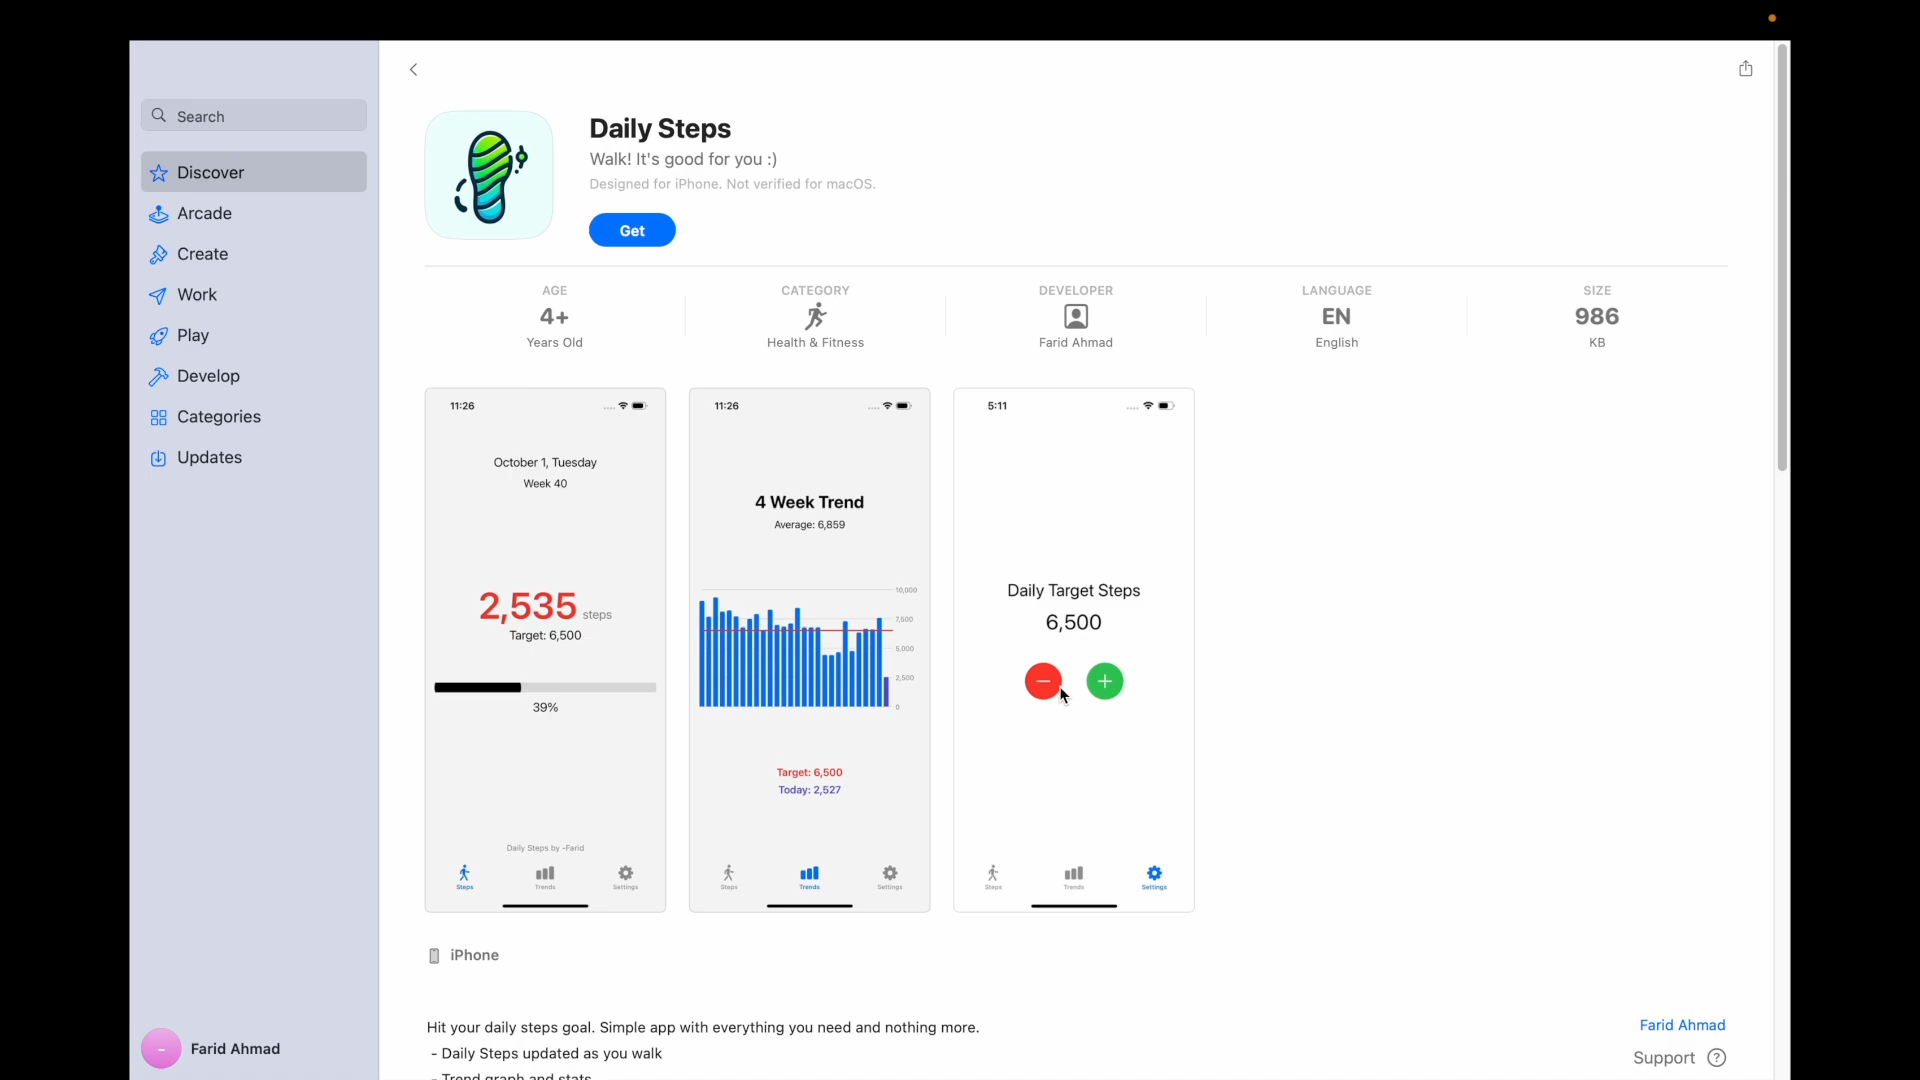 Search
Discover
Arcade
Create
Work
Play
Develop
Categories
Updates
Farid Ahmad
Daily Steps
Walk! It's good for you :)
Designed for iPhone. Not verified for macOS.
Get
AGE
4+
Years Old
CATEGORY
Health & Fitness
DEVELOPER
Farid Ahmad
LANGUAGE
EN
English
SIZE
986
KB
11:26
October 1, Tuesday
Week 40
2,535 steps
Target: 6,500
39%
Daily Steps by -Farid
Steps Trends Settings
11:26
4 Week Trend
Average: 6,859
10,000
7,500
5,000
2,500
0
Target: 6,500
Today: 2,527
Steps Trends Settings
5:11
Daily Target Steps
6,500
Steps Trends Settings
iPhone
Hit your daily steps goal. Simple app with everything you need and nothing more.
- Daily Steps updated as you walk
- Trend graph and stats
Farid Ahmad
Support ?